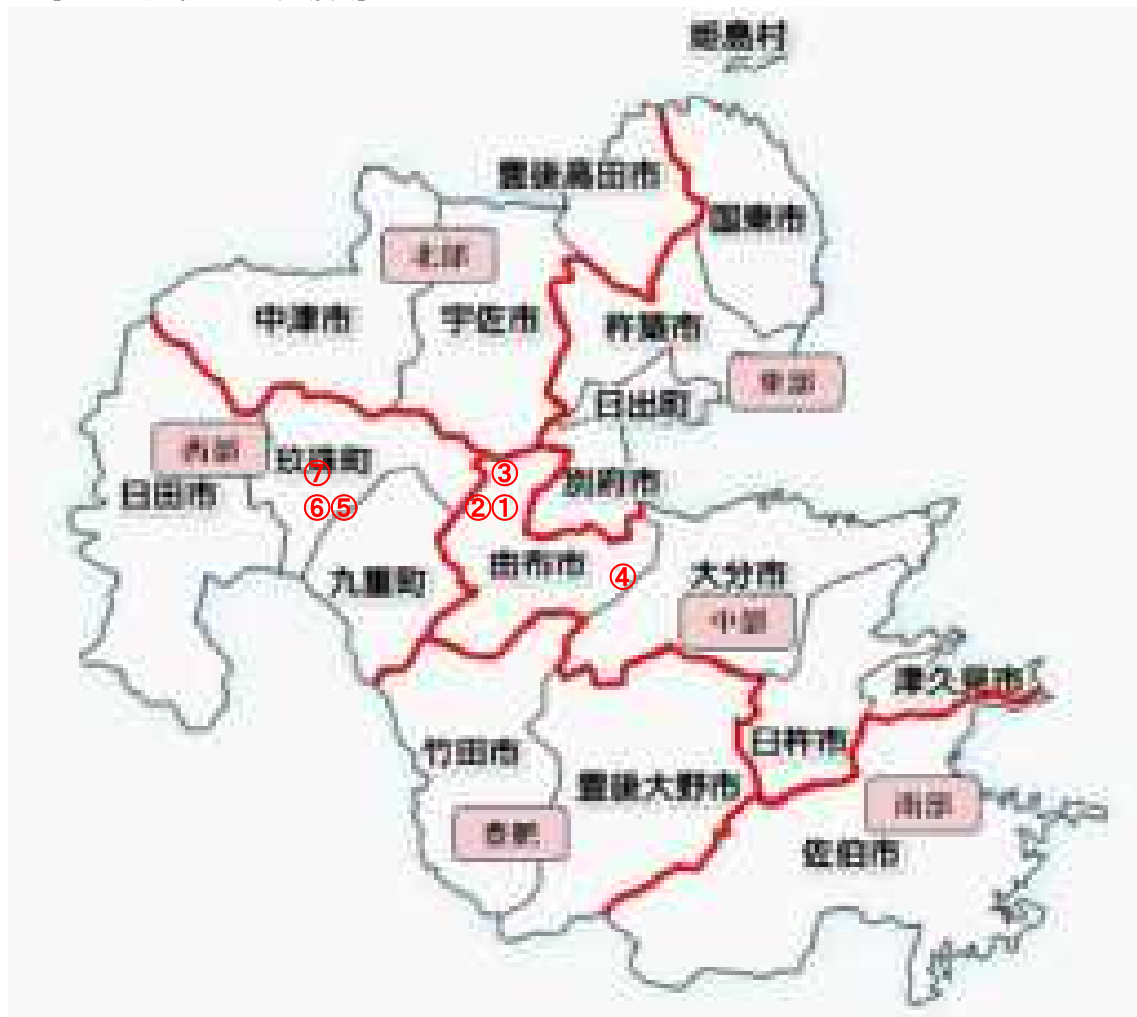 姫島村
豊後高田市
国東市
北部
中津市
宇佐市
杵築市
東部
日出町
西部
玖珠町
⑦
③
別府市
日田市
⑥⑤
②①
九重町
由布市
④
大分市
中部
津久見市
竹田市
臼杵市
豊後大野市
南部
豊肥
佐伯市